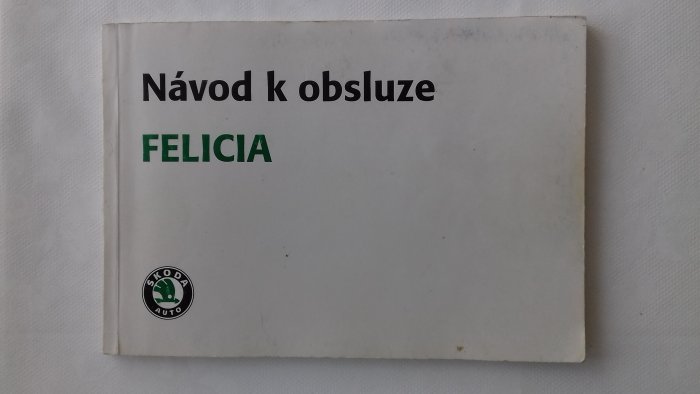 Návod k obsluze
FELICIA
ŠKODA
AUTO